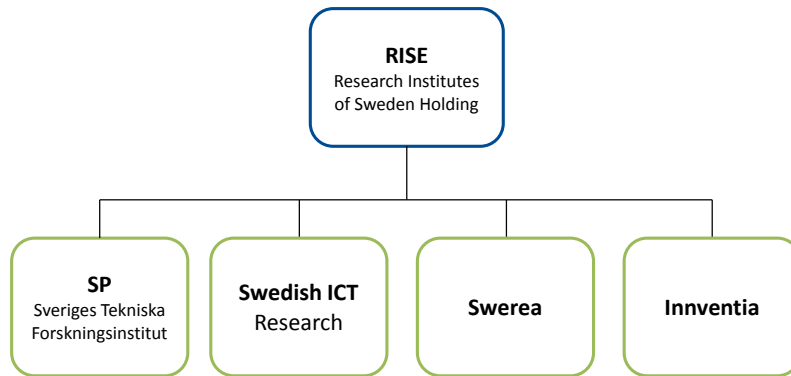 RISE
Research Institutes
of Sweden Holding
SP
Sveriges Tekniska
Forskningsinstitut
Swedish ICT
Research
Swerea
Innventia